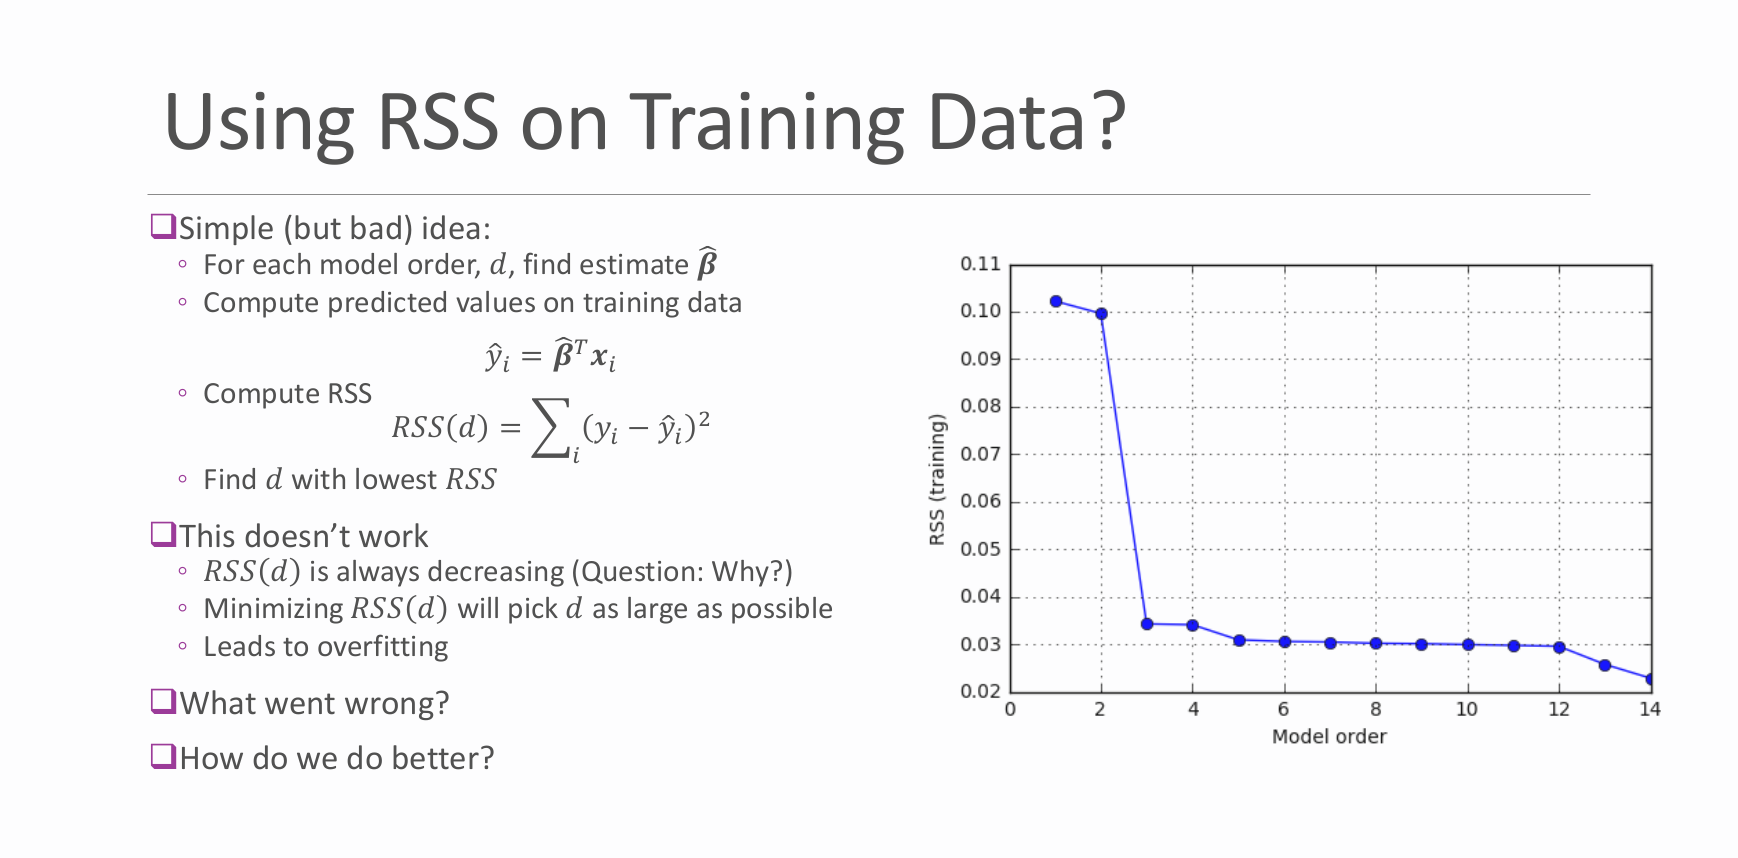 Using RSS on Training Data?
❑Simple (but bad) idea:
◦ For each model order, d, find estimate β̂
◦ Compute predicted values on training data
ŷᵢ = β̂ᵀxᵢ
◦ Compute RSS
RSS(d) = ∑ᵢ(yᵢ − ŷᵢ)²
◦ Find d with lowest RSS
❑This doesn’t work
◦ RSS(d) is always decreasing (Question: Why?)
◦ Minimizing RSS(d) will pick d as large as possible
◦ Leads to overfitting
❑What went wrong?
❑How do we do better?
RSS (training)
0.11
0.10
0.09
0.08
0.07
0.06
0.05
0.04
0.03
0.02
0 2 4 6 8 10 12 14
Model order